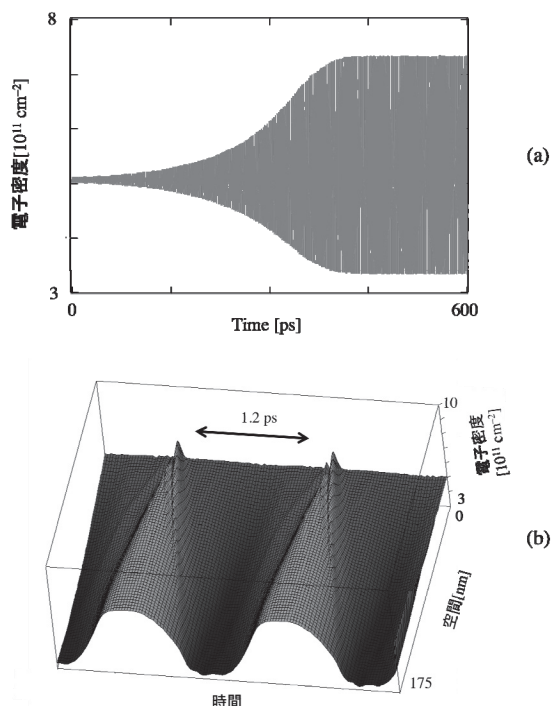 8
電子密度[10¹¹ cm⁻²]
(a)
3
0
Time [ps]
600
1.2 ps
10
電子密度
[10¹¹ cm⁻²]
3
0
(b)
空間[nm]
175
時間